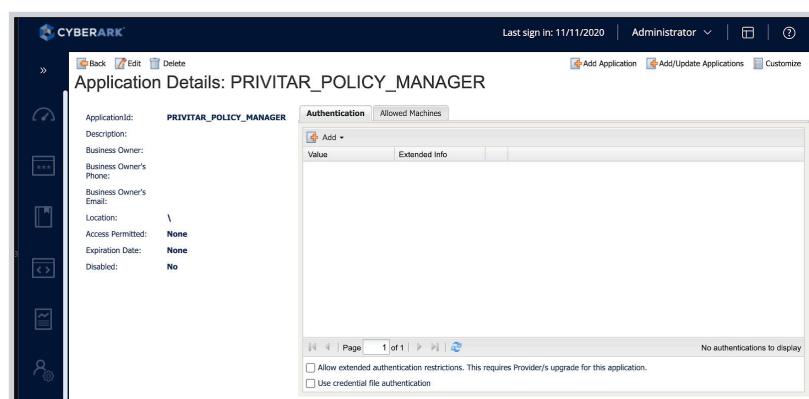 CYBERARK
Last sign in: 11/11/2020
Administrator
?
»
Back Edit Delete
Add Application Add/Update Applications Customize
Application Details: PRIVITAR_POLICY_MANAGER
ApplicationId: PRIVITAR_POLICY_MANAGER
Description:
Business Owner:
Business Owner's
Phone:
Business Owner's
Email:
Location: \
Access Permitted: None
Expiration Date: None
Disabled: No
Authentication Allowed Machines
Add
Value Extended Info
Page 1 of 1
No authentications to display
Allow extended authentication restrictions. This requires Provider/s upgrade for this application.
Use credential file authentication